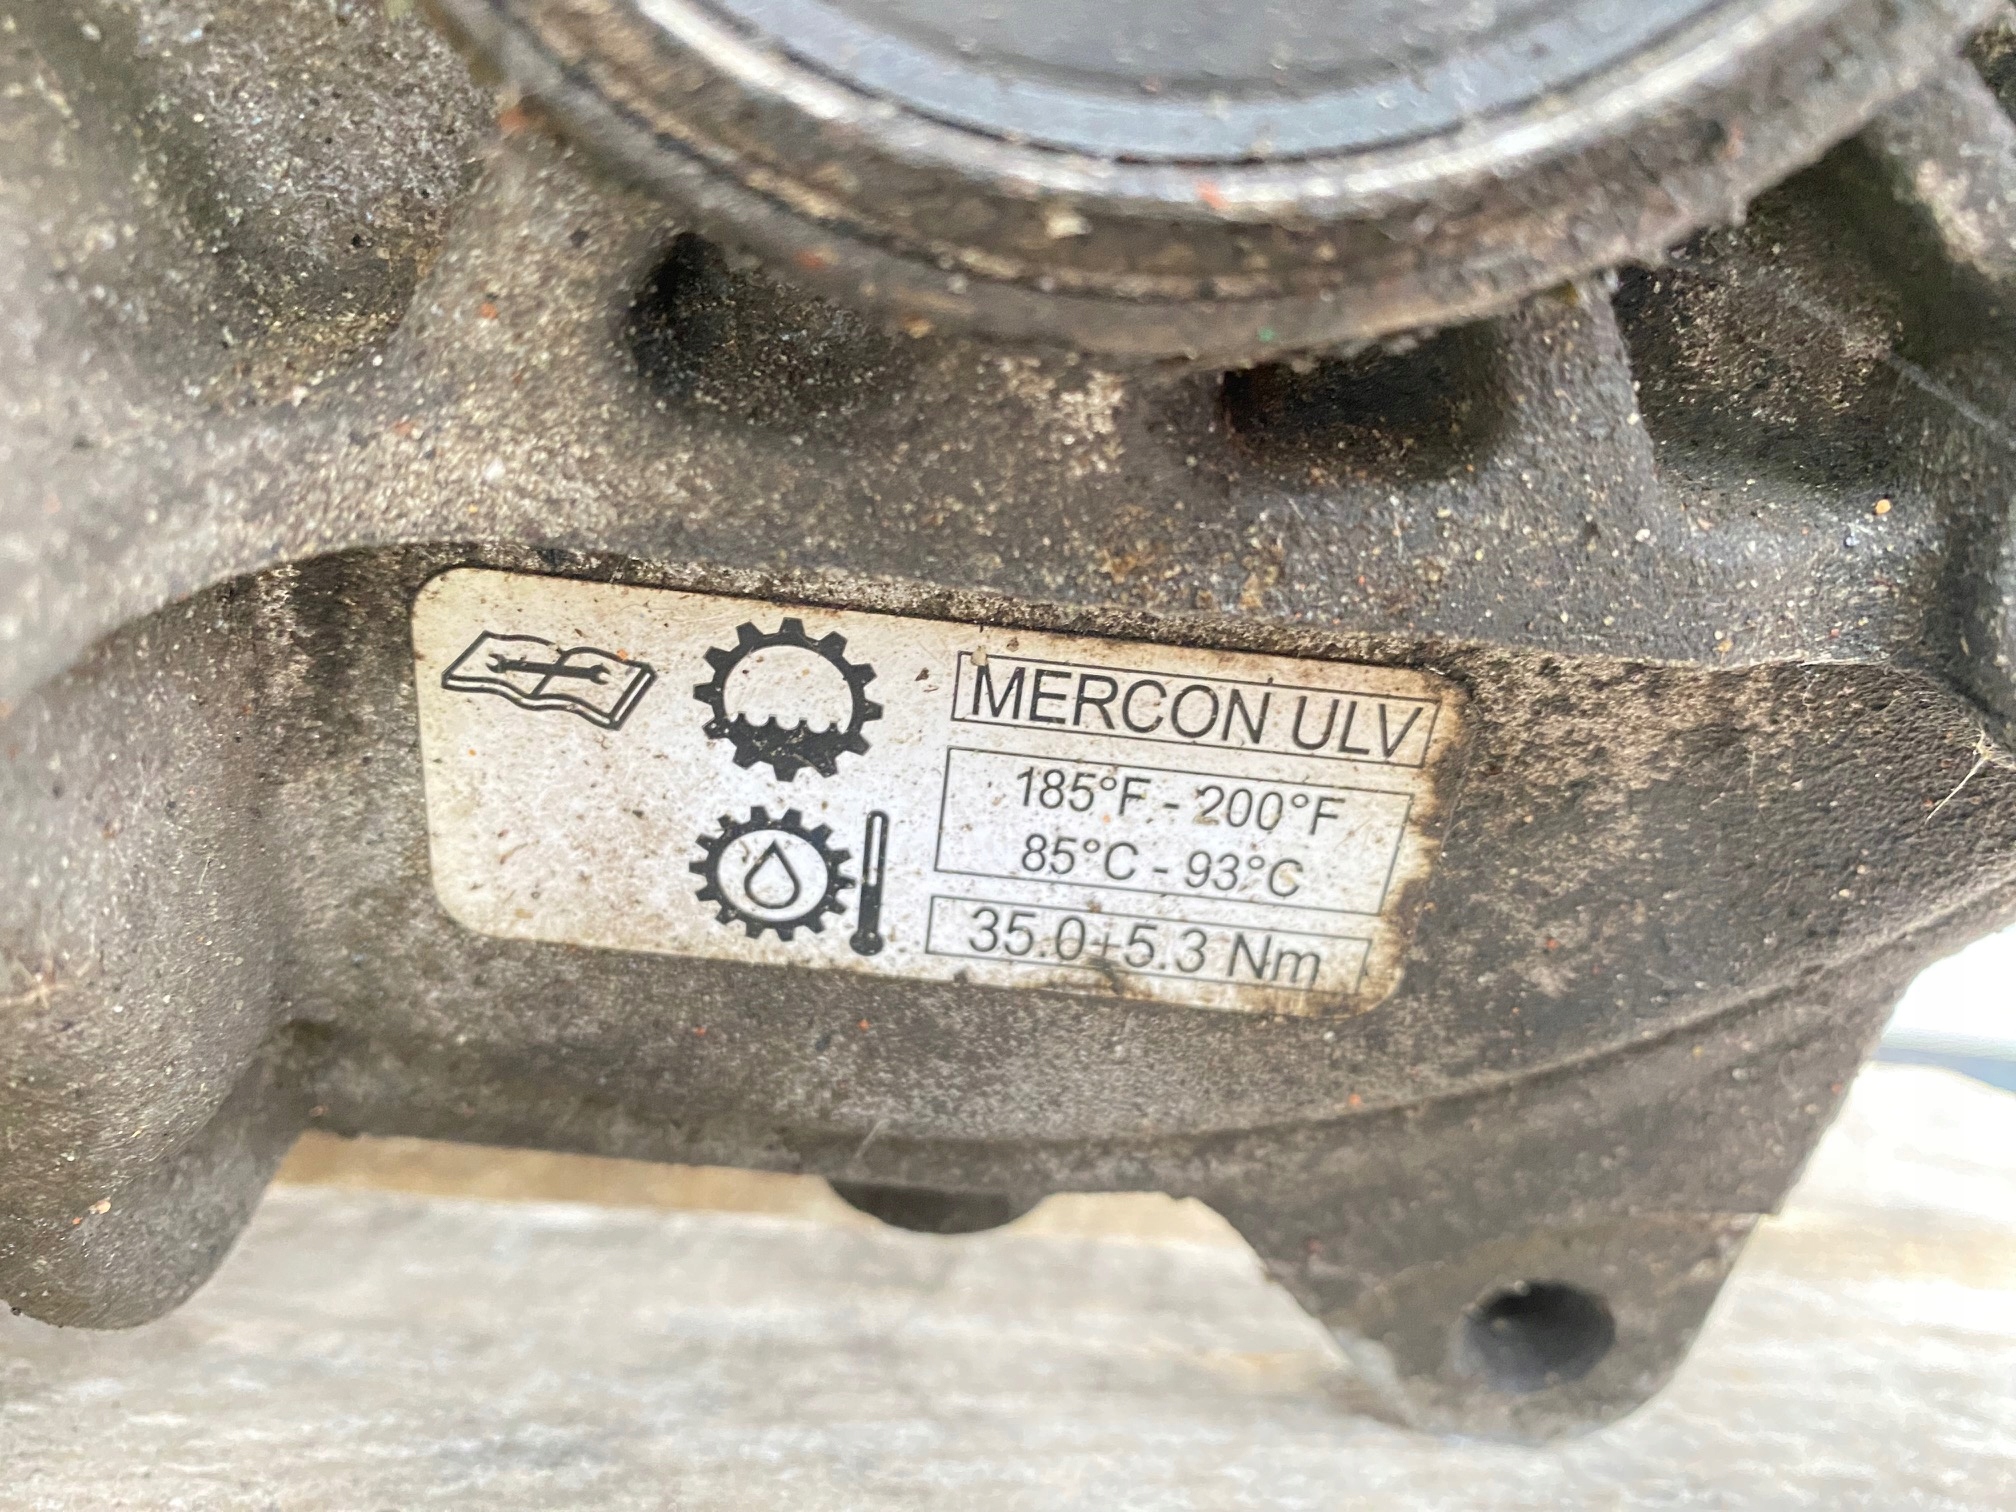 MERCON ULV
185°F - 200°F
85°C - 93°C
35.0±5.3 Nm